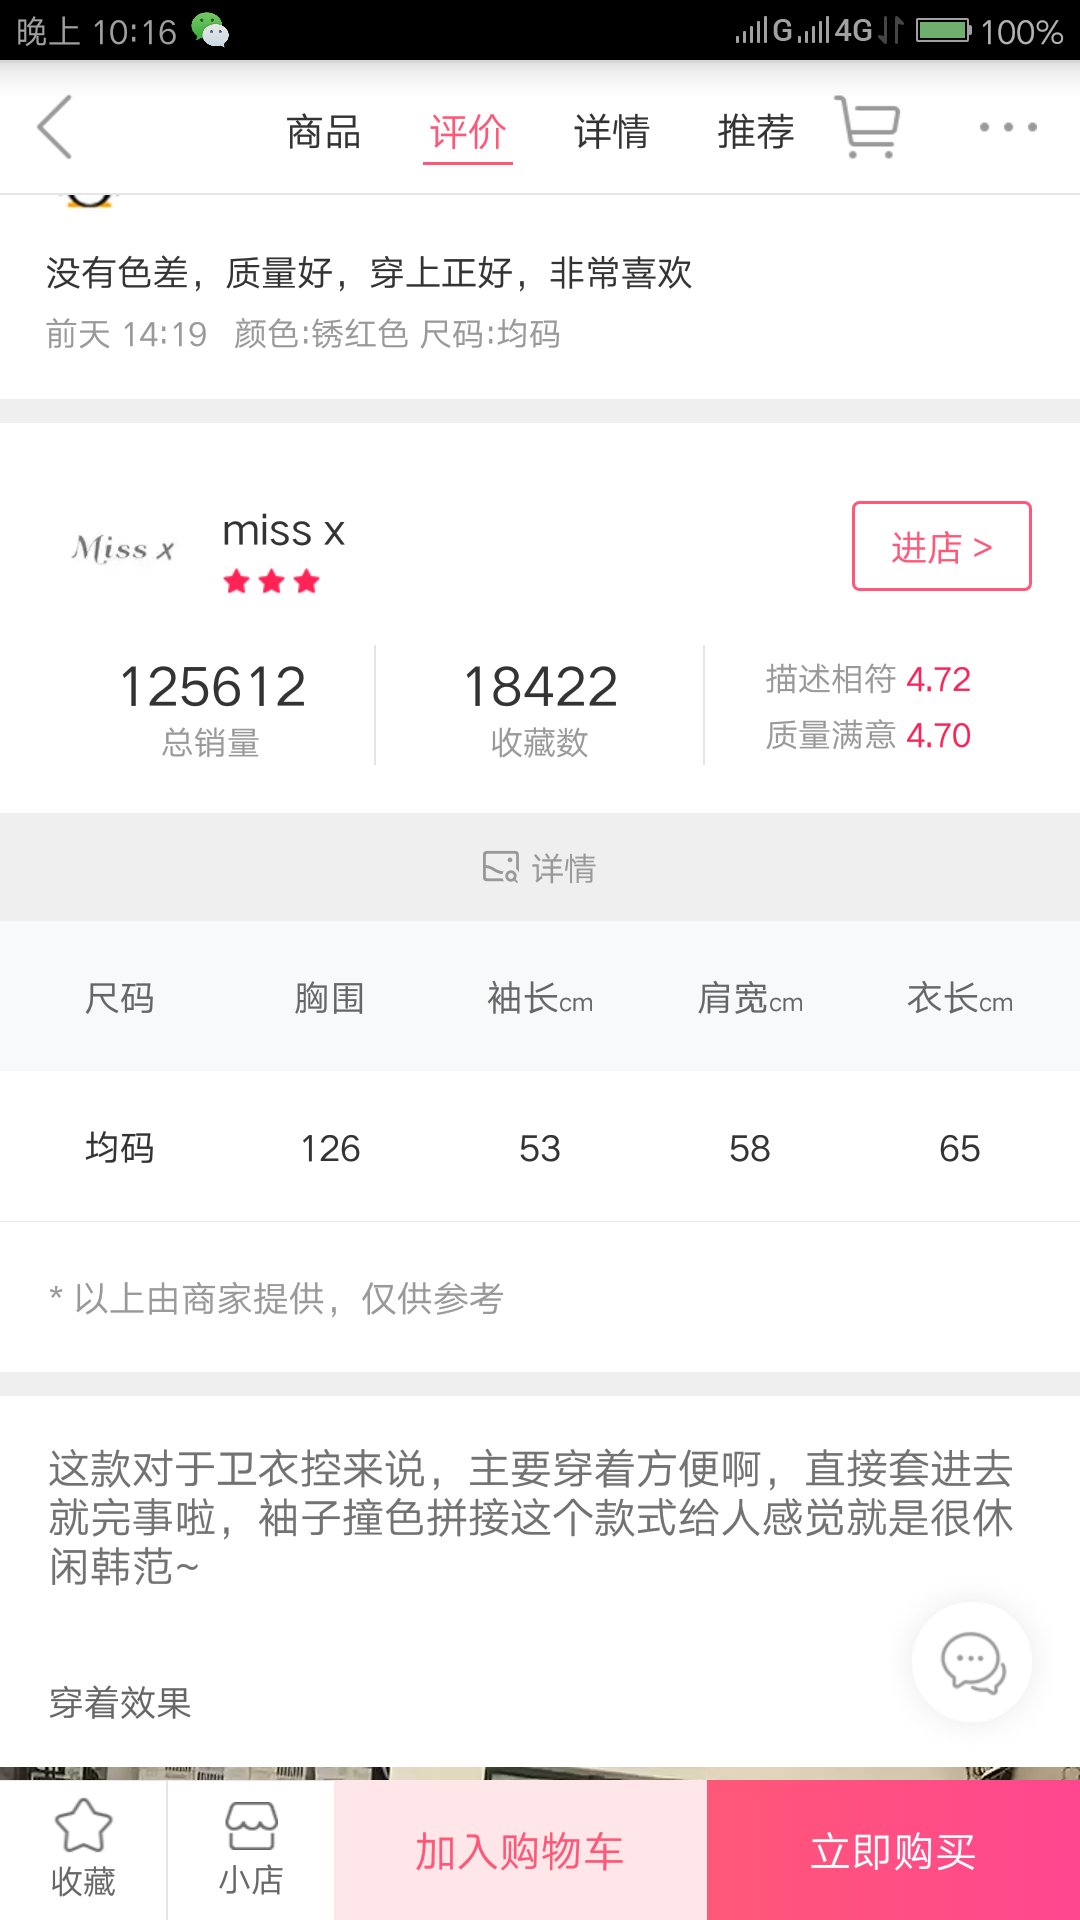 晚上 10:16
G 4G 100%
商品 评价 详情 推荐
没有色差，质量好，穿上正好，非常喜欢
前天 14:19 颜色:锈红色 尺码:均码
Miss x
miss x
进店 >
125612
总销量
18422
收藏数
描述相符 4.72
质量满意 4.70
详情
尺码 胸围 袖长cm 肩宽cm 衣长cm
均码 126 53 58 65
* 以上由商家提供，仅供参考
这款对于卫衣控来说，主要穿着方便啊，直接套进去
就完事啦，袖子撞色拼接这个款式给人感觉就是很休
闲韩范~
穿着效果
收藏 小店 加入购物车 立即购买